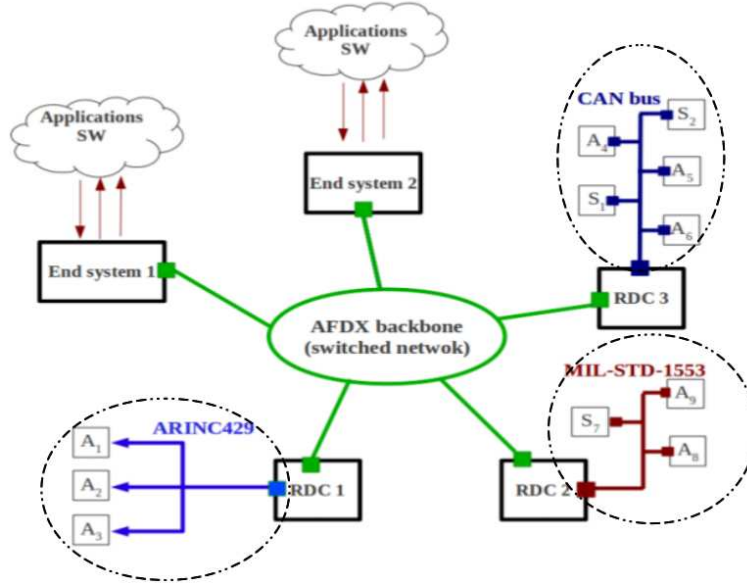 Applications
SW
Applications
SW
CAN bus
S2
A4
A5
S1
A6
End system 2
End system 1
RDC 3
AFDX backbone
(switched netwok)
MIL-STD-1553
A9
S7
A8
ARINC429
A1
A2
A3
RDC 1
RDC 2